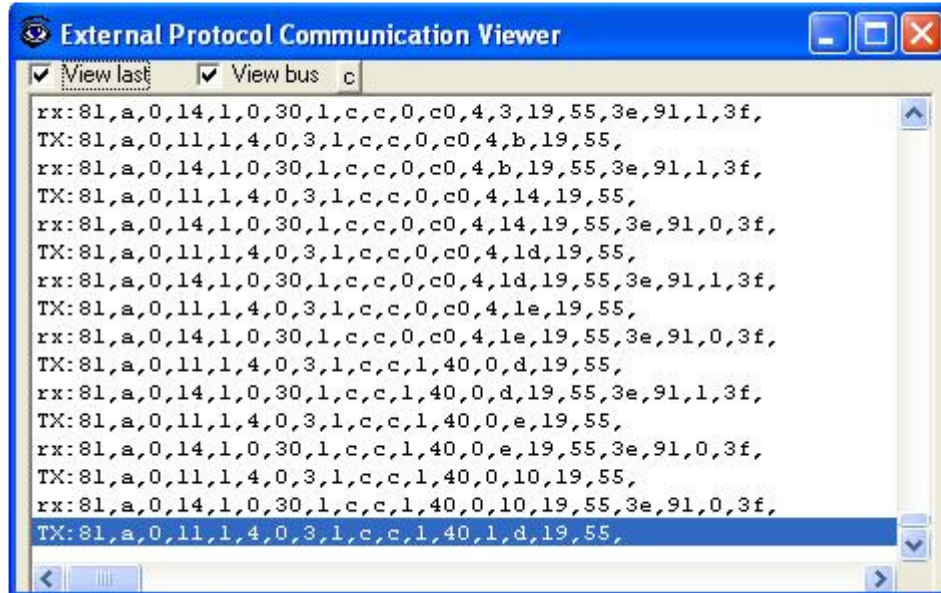 External Protocol Communication Viewer
View last View bus c
rx:81,a,0,14,1,0,30,1,c,c,0,c0,4,3,19,55,3e,91,1,3f,
TX:81,a,0,11,1,4,0,3,1,c,c,0,c0,4,b,19,55,
rx:81,a,0,14,1,0,30,1,c,c,0,c0,4,b,19,55,3e,91,1,3f,
TX:81,a,0,11,1,4,0,3,1,c,c,0,c0,4,14,19,55,
rx:81,a,0,14,1,0,30,1,c,c,0,c0,4,14,19,55,3e,91,0,3f,
TX:81,a,0,11,1,4,0,3,1,c,c,0,c0,4,1d,19,55,
rx:81,a,0,14,1,0,30,1,c,c,0,c0,4,1d,19,55,3e,91,1,3f,
TX:81,a,0,11,1,4,0,3,1,c,c,0,c0,4,1e,19,55,
rx:81,a,0,14,1,0,30,1,c,c,0,c0,4,1e,19,55,3e,91,0,3f,
TX:81,a,0,11,1,4,0,3,1,c,c,1,40,0,d,19,55,
rx:81,a,0,14,1,0,30,1,c,c,1,40,0,d,19,55,3e,91,1,3f,
TX:81,a,0,11,1,4,0,3,1,c,c,1,40,0,e,19,55,
rx:81,a,0,14,1,0,30,1,c,c,1,40,0,e,19,55,3e,91,0,3f,
TX:81,a,0,11,1,4,0,3,1,c,c,1,40,0,10,19,55,
rx:81,a,0,14,1,0,30,1,c,c,1,40,0,10,19,55,3e,91,0,3f,
TX:81,a,0,11,1,4,0,3,1,c,c,1,40,1,d,19,55,